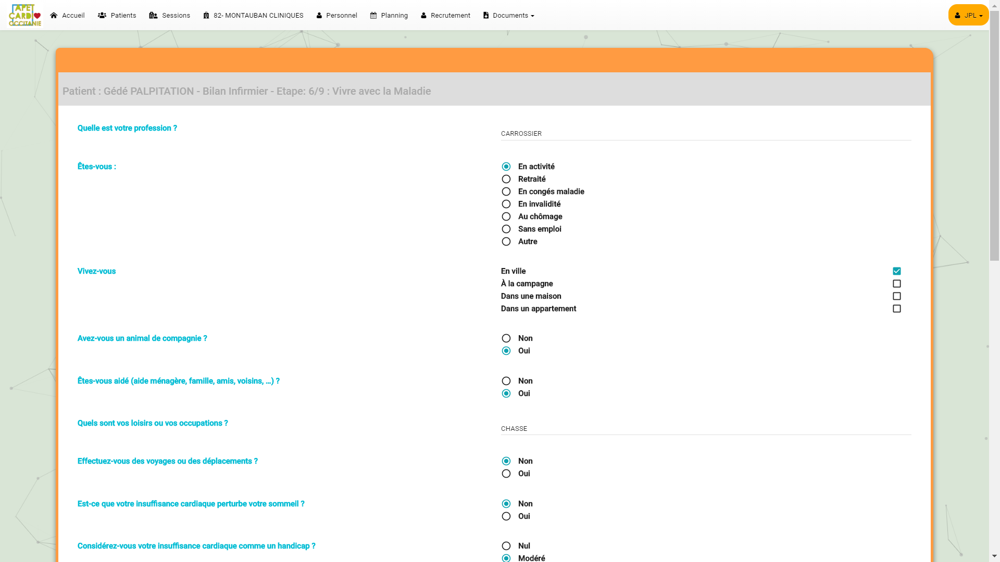 APET
CARDI
OCCITANIE
Accueil
Patients
Sessions
82- MONTAUBAN CLINIQUES
Personnel
Planning
Recrutement
Documents
JPL
Patient : Gédé PALPITATION - Bilan Infirmier - Etape: 6/9 : Vivre avec la Maladie
Quelle est votre profession ?
CARROSSIER
Êtes-vous :
En activité
Retraité
En congés maladie
En invalidité
Au chômage
Sans emploi
Autre
Vivez-vous
En ville
À la campagne
Dans une maison
Dans un appartement
Avez-vous un animal de compagnie ?
Non
Oui
Êtes-vous aidé (aide ménagère, famille, amis, voisins, ...) ?
Non
Oui
Quels sont vos loisirs ou vos occupations ?
CHASSE
Effectuez-vous des voyages ou des déplacements ?
Non
Oui
Est-ce que votre insuffisance cardiaque perturbe votre sommeil ?
Non
Oui
Considérez-vous votre insuffisance cardiaque comme un handicap ?
Nul
Modéré